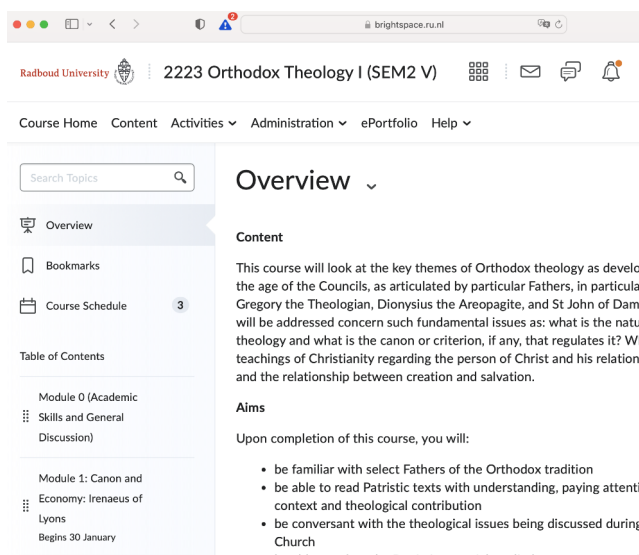 2
brightspace.ru.nl
Radboud University
2223 Orthodox Theology I (SEM2 V)
Course Home Content Activities Administration ePortfolio Help
Search Topics
Overview
Bookmarks
Course Schedule 3
Table of Contents
Module 0 (Academic
Skills and General
Discussion)
Module 1: Canon and
Economy: Irenaeus of
Lyons
Begins 30 January
Overview
Content
This course will look at the key themes of Orthodox theology as develo
the age of the Councils, as articulated by particular Fathers, in particula
Gregory the Theologian, Dionysius the Areopagite, and St John of Dam
will be addressed concern such fundamental issues as: what is the natu
theology and what is the canon or criterion, if any, that regulates it? W
teachings of Christianity regarding the person of Christ and his relation
and the relationship between creation and salvation.
Aims
Upon completion of this course, you will:
• be familiar with select Fathers of the Orthodox tradition
• be able to read Patristic texts with understanding, paying attenti
context and theological contribution
• be conversant with the theological issues being discussed during
Church